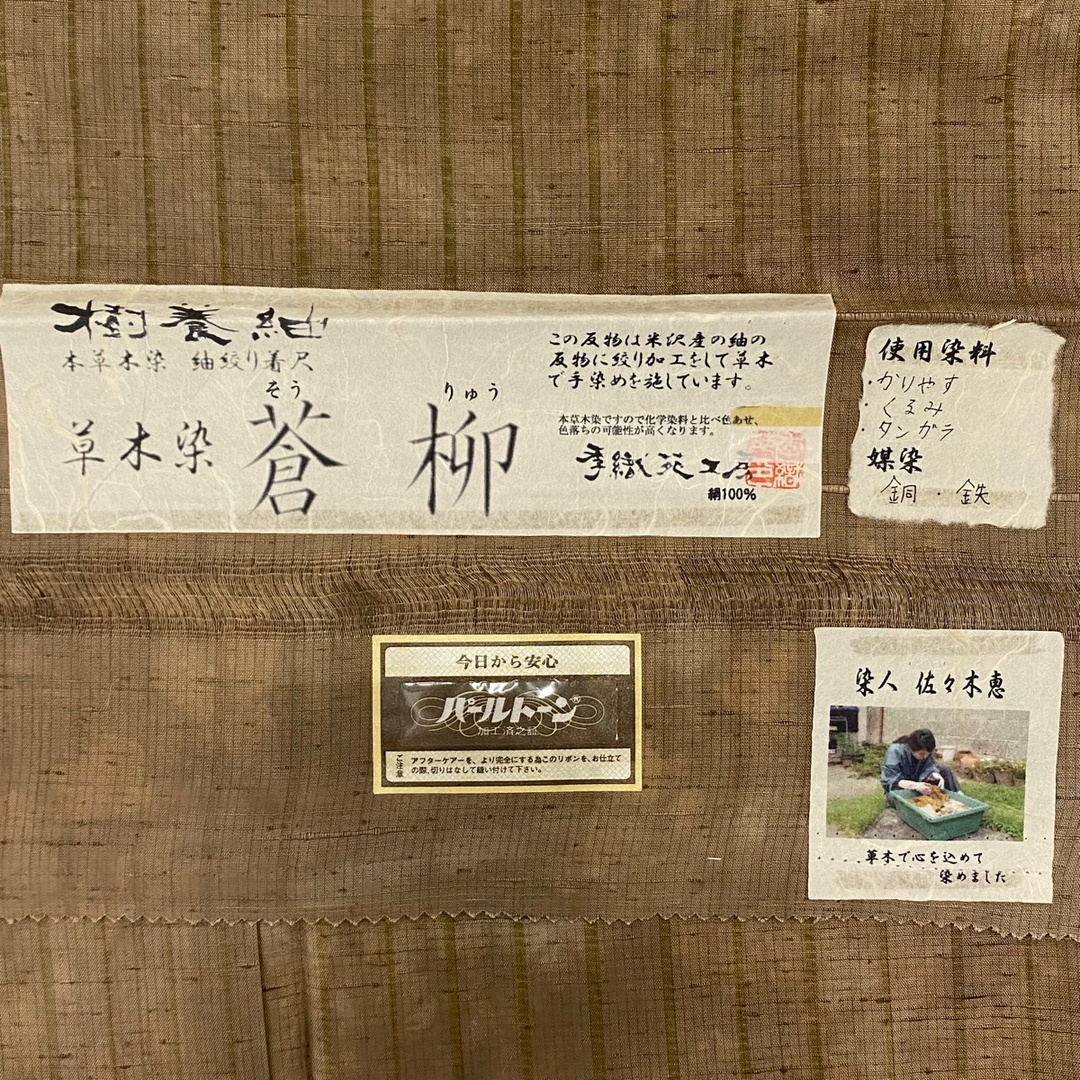 樹養紬
本草木染 紬絞り着尺
そう りゅう
草木染 蒼柳
この反物は米沢産の紬の
反物に絞り加工をして草木
で手染めを施しています。
本草木染ですので化学染料と比べ色あせ、
色落ちの可能性が高くなります。
季織苑工房
絹100%
使用染料
・かりやす
・くるみ
・タンガラ
媒染
銅・鉄
今日から安心
パールトーン®
加工済之証
ご注意
アフターケアーを、より完全にする為このリボンを、お仕立て
の際、切りはなして縫い付けて下さい。
染人 佐々木恵
草木で心を込めて
染めました